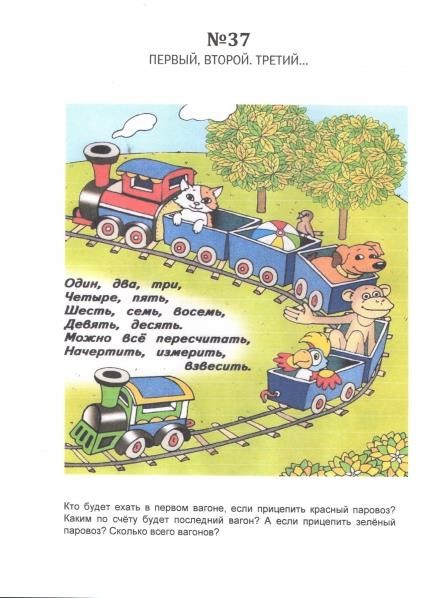 №37
ПЕРВЫЙ, ВТОРОЙ. ТРЕТИЙ...
Один, два, три,
Четыре, пять,
Шесть, семь, восемь,
Девять, десять.
Можно всё пересчитать,
Начертить, измерить,
взвесить.
Кто будет ехать в первом вагоне, если прицепить красный паровоз?
Каким по счёту будет последний вагон? А если прицепить зелёный
паровоз? Сколько всего вагонов?